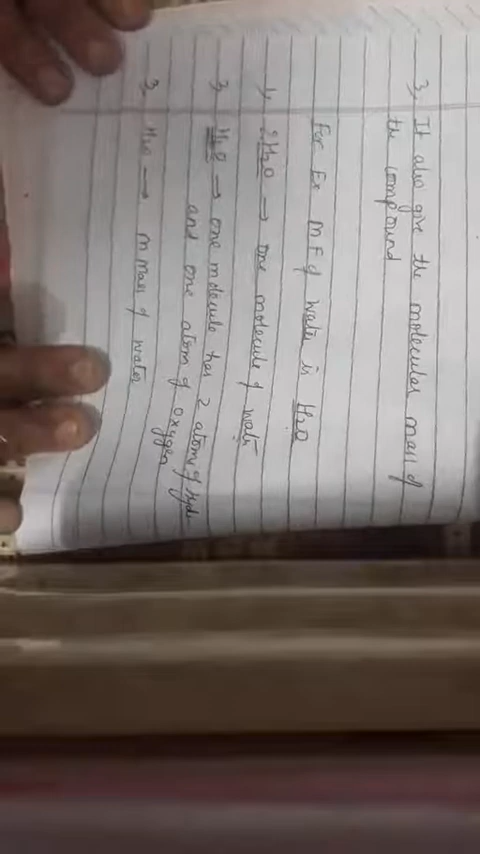 3, It also give the molecular mass of
the compound
For Ex M F of water is H2O
1, 2H2O → one molecule of water
3, H2O → one molecule has 2 atoms of hyd
and one atom of oxygen
3. H2O → m mass of water